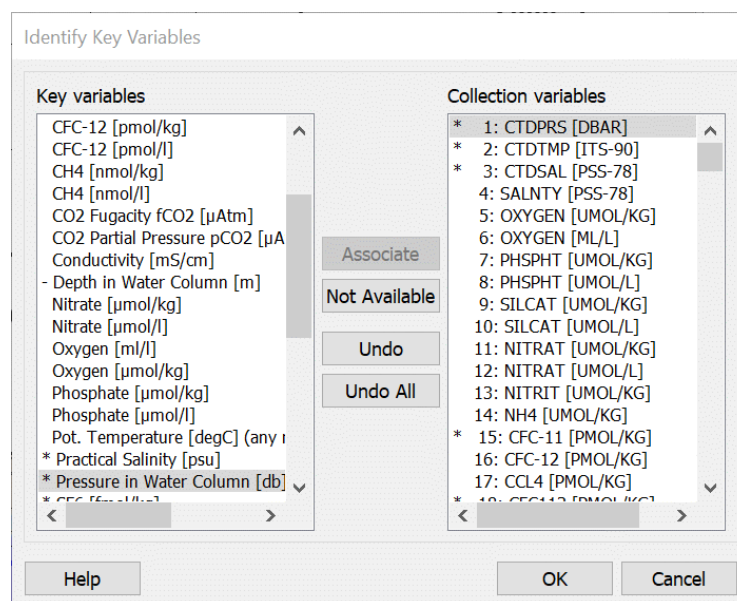 Identify Key Variables
Key variables
CFC-12 [pmol/kg]
CFC-12 [pmol/l]
CH4 [nmol/kg]
CH4 [nmol/l]
CO2 Fugacity fCO2 [µAtm]
CO2 Partial Pressure pCO2 [µA
Conductivity [mS/cm]
- Depth in Water Column [m]
Nitrate [µmol/kg]
Nitrate [µmol/l]
Oxygen [ml/l]
Oxygen [µmol/kg]
Phosphate [µmol/kg]
Phosphate [µmol/l]
Pot. Temperature [degC] (any
* Practical Salinity [psu]
* Pressure in Water Column [db]
Associate
Not Available
Undo
Undo All
Collection variables
* 1: CTDPRS [DBAR]
* 2: CTDTMP [ITS-90]
* 3: CTDSAL [PSS-78]
4: SALNTY [PSS-78]
5: OXYGEN [UMOL/KG]
6: OXYGEN [ML/L]
7: PHSPHT [UMOL/KG]
8: PHSPHT [UMOL/L]
9: SILCAT [UMOL/KG]
10: SILCAT [UMOL/L]
11: NITRAT [UMOL/KG]
12: NITRAT [UMOL/L]
13: NITRIT [UMOL/KG]
14: NH4 [UMOL/KG]
* 15: CFC-11 [PMOL/KG]
16: CFC-12 [PMOL/KG]
17: CCL4 [PMOL/KG]
Help
OK
Cancel